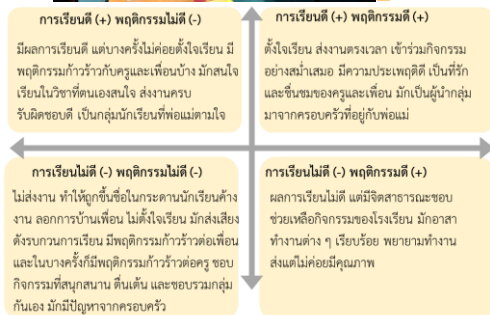 การเรียนดี (+) พฤติกรรมไม่ดี (-)
มีผลการเรียนดี แต่บางครั้งไม่ค่อยตั้งใจเรียน มี
พฤติกรรมก้าวร้าวกับครูและเพื่อนบ้าง มักสนใจ
เรียนในวิชาที่ตนเองสนใจ ส่งงานครบ
รับผิดชอบดี เป็นกลุ่มนักเรียนที่พ่อแม่ตามใจ
การเรียนดี (+) พฤติกรรมดี (+)
ตั้งใจเรียน ส่งงานตรงเวลา เข้าร่วมกิจกรรม
อย่างสม่ำเสมอ มีความประเพฤติดี เป็นที่รัก
และชื่นชมของครูและเพื่อน มักเป็นผู้นำกลุ่ม
มาจากครอบครัวที่อยู่กับพ่อแม่
การเรียนไม่ดี (-) พฤติกรรมไม่ดี (-)
ไม่ส่งงาน ทำให้ถูกขึ้นชื่อในกระดานนักเรียนค้าง
งาน ลอกการบ้านเพื่อน ไม่ตั้งใจเรียน มักส่งเสียง
ดังรบกวนการเรียน มีพฤติกรรมก้าวร้าวต่อเพื่อน
และในบางครั้งก็มีพฤติกรรมก้าวร้าวต่อครู ชอบ
กิจกรรมที่สนุกสนาน ตื่นเต้น และชอบรวมกลุ่ม
กันเอง มักมีปัญหาจากครอบครัว
การเรียนไม่ดี (-) พฤติกรรมดี (+)
ผลการเรียนไม่ดี แต่มีจิตสาธารณะชอบ
ช่วยเหลือกิจกรรมของโรงเรียน มักอาสา
ทำงานต่าง ๆ เรียบร้อย พยายามทำงาน
ส่งแต่ไม่ค่อยมีคุณภาพ